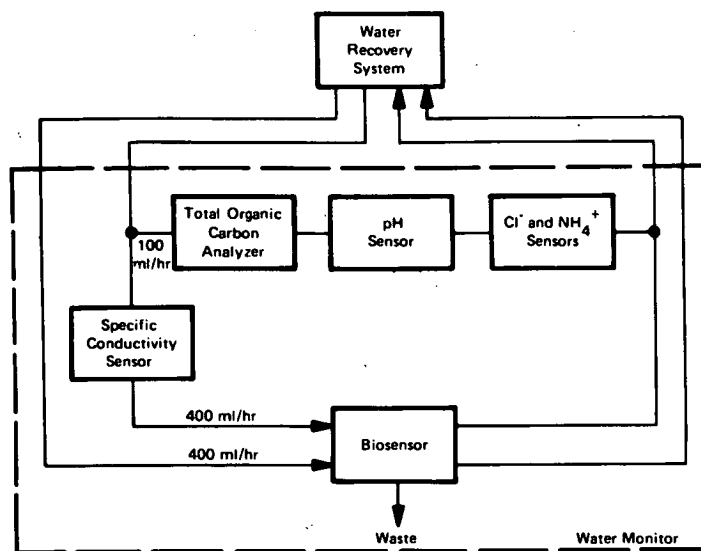 Water
Recovery
System
Total Organic
Carbon
Analyzer
pH
Sensor
Cl⁻ and NH₄⁺
Sensors
100
ml/hr
Specific
Conductivity
Sensor
400 ml/hr
400 ml/hr
Biosensor
Waste
Water Monitor